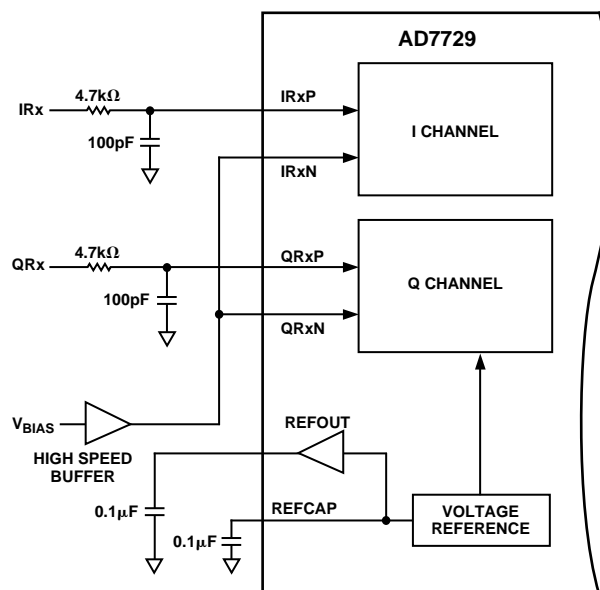 AD7729
4.7kΩ
IRx
IRxP
100pF
I CHANNEL
IRxN
4.7kΩ
QRx
QRxP
100pF
Q CHANNEL
QRxN
VBIAS
HIGH SPEED
BUFFER
REFOUT
0.1μF
REFCAP
0.1μF
VOLTAGE
REFERENCE